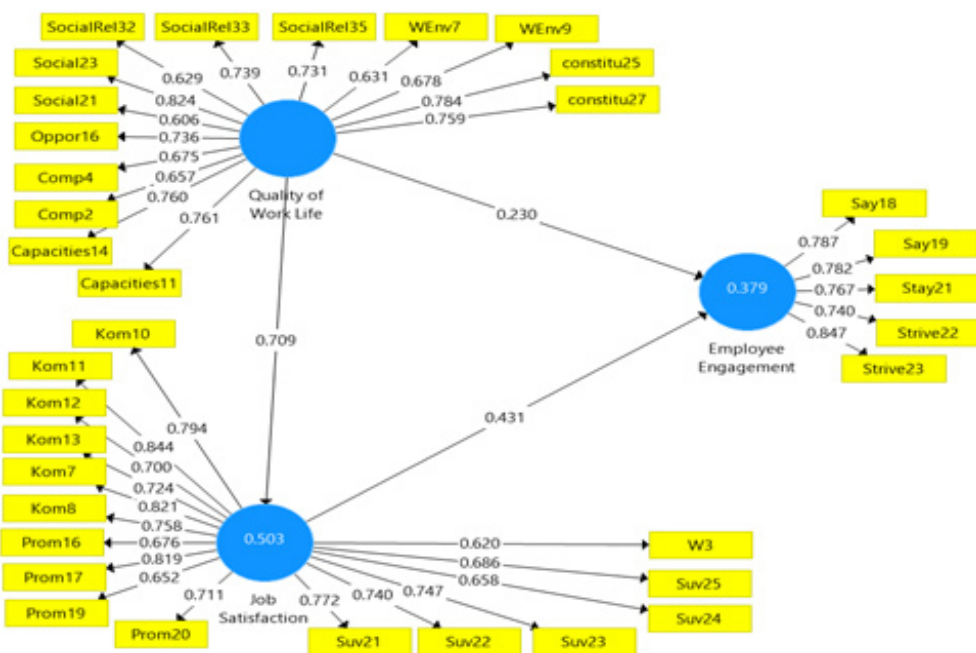 SocialRel32
SocialRel33
SocialRel35
WEnv7
WEnv9
Social23
constitu25
Social21
constitu27
Oppor16
Comp4
Comp2
Capacities14
Capacities11
0.629
0.739
0.731
0.631
0.678
0.824
0.784
0.606
0.759
0.736
0.675
0.657
0.760
0.761
Quality of
Work Life
0.230
0.709
Say18
Say19
Stay21
Strive22
Strive23
0.787
0.782
0.767
0.740
0.847
0.379
Employee
Engagement
0.431
Kom10
Kom11
Kom12
Kom13
Kom7
Kom8
Prom16
Prom17
Prom19
Prom20
0.794
0.844
0.700
0.724
0.821
0.758
0.676
0.819
0.652
0.711
0.503
Job
Satisfaction
0.772
0.740
0.747
0.620
0.686
0.658
W3
Suv25
Suv24
Suv21
Suv22
Suv23